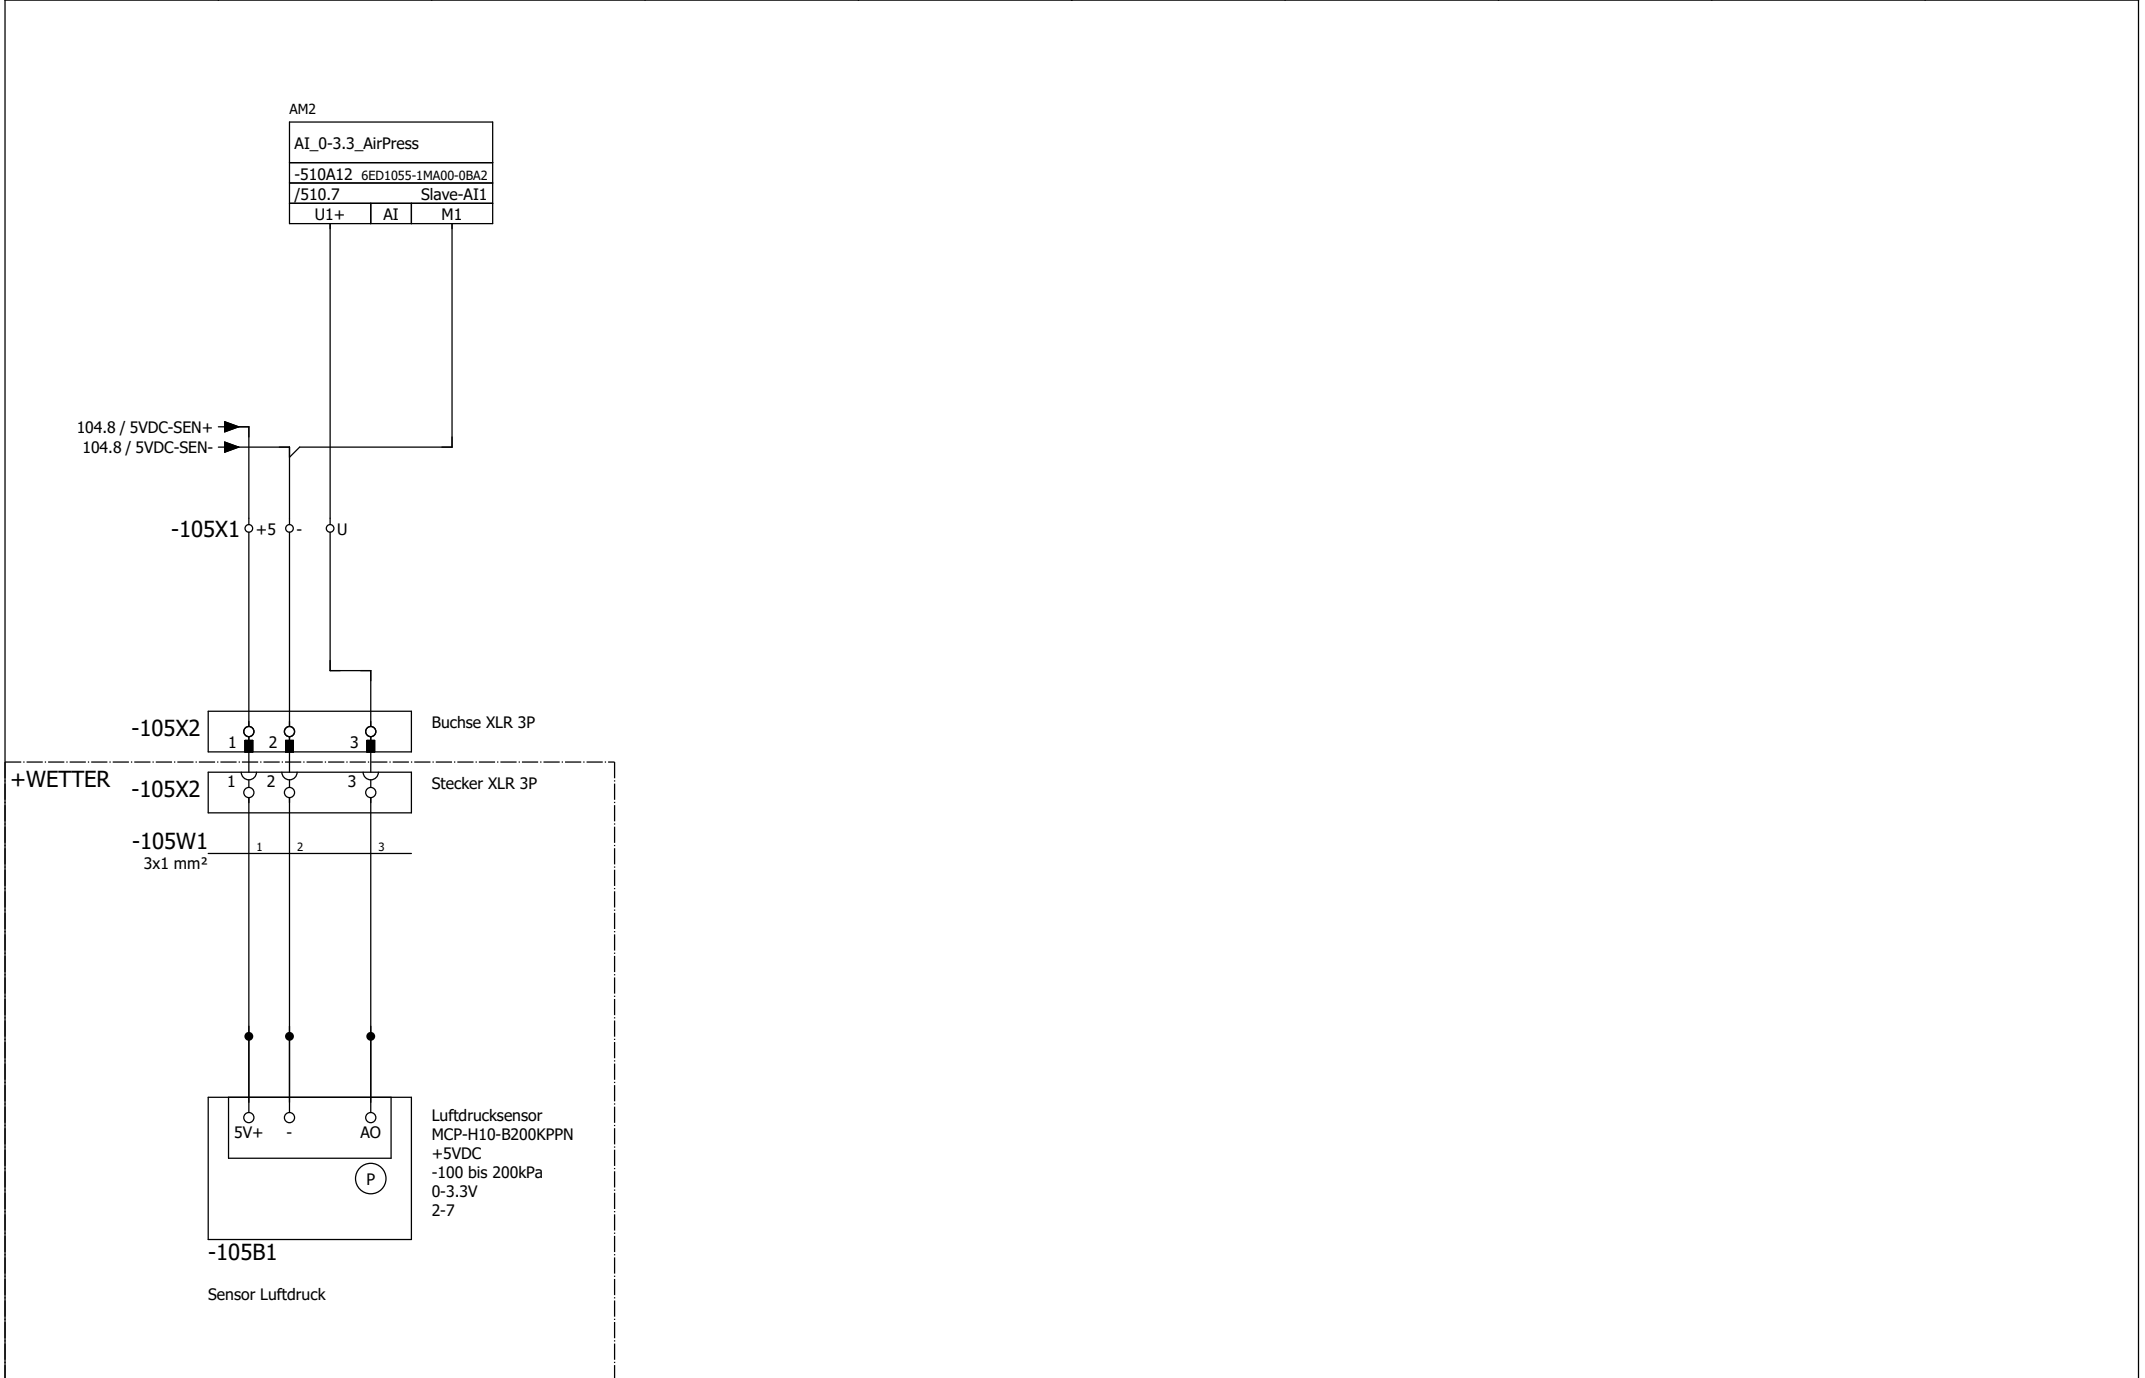 AM2
AI_0-3.3_AirPress
-510A12 6ED1055-1MA00-0BA2
/510.7 Slave-AI1
U1+ AI M1
104.8 / 5VDC-SEN+
104.8 / 5VDC-SEN-
-105X1 +5 - U
-105X2 1 2 3 Buchse XLR 3P
+WETTER -105X2 1 2 3 Stecker XLR 3P
-105W1 1 2 3
3x1 mm²
5V+ - AO
P
Luftdrucksensor
MCP-H10-B200KPPN
+5VDC
-100 bis 200kPa
0-3.3V
2-7
-105B1
Sensor Luftdruck